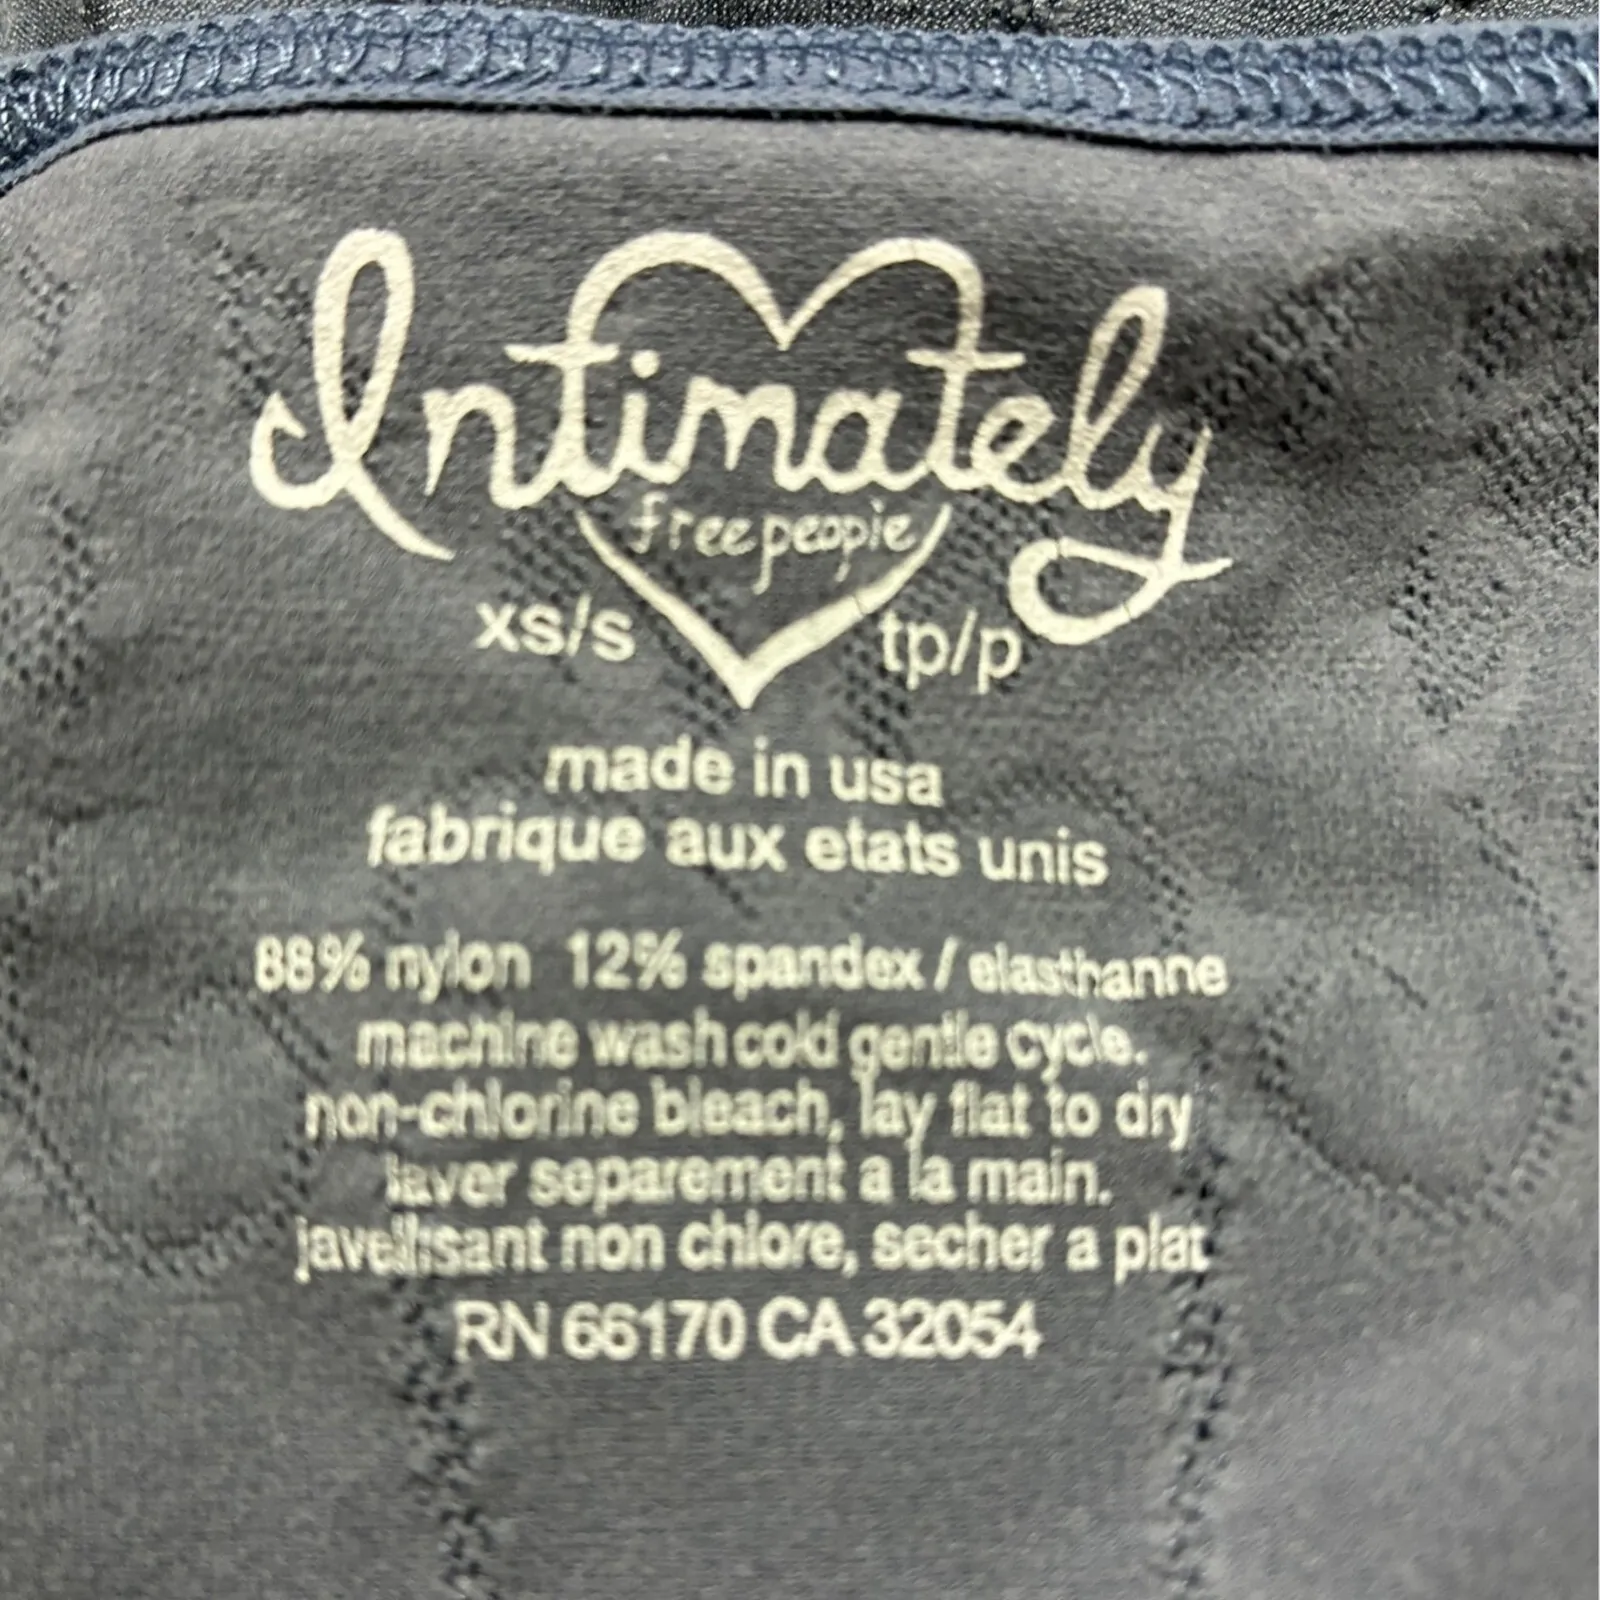 Intimately
free people
xs/s tp/p
made in usa
fabrique aux etats unis
88% nylon 12% spandex / elasthanne
machine wash cold gentle cycle.
non-chlorine bleach, lay flat to dry
laver separement a la main.
javellisant non chlore, secher a plat
RN 66170 CA 32054